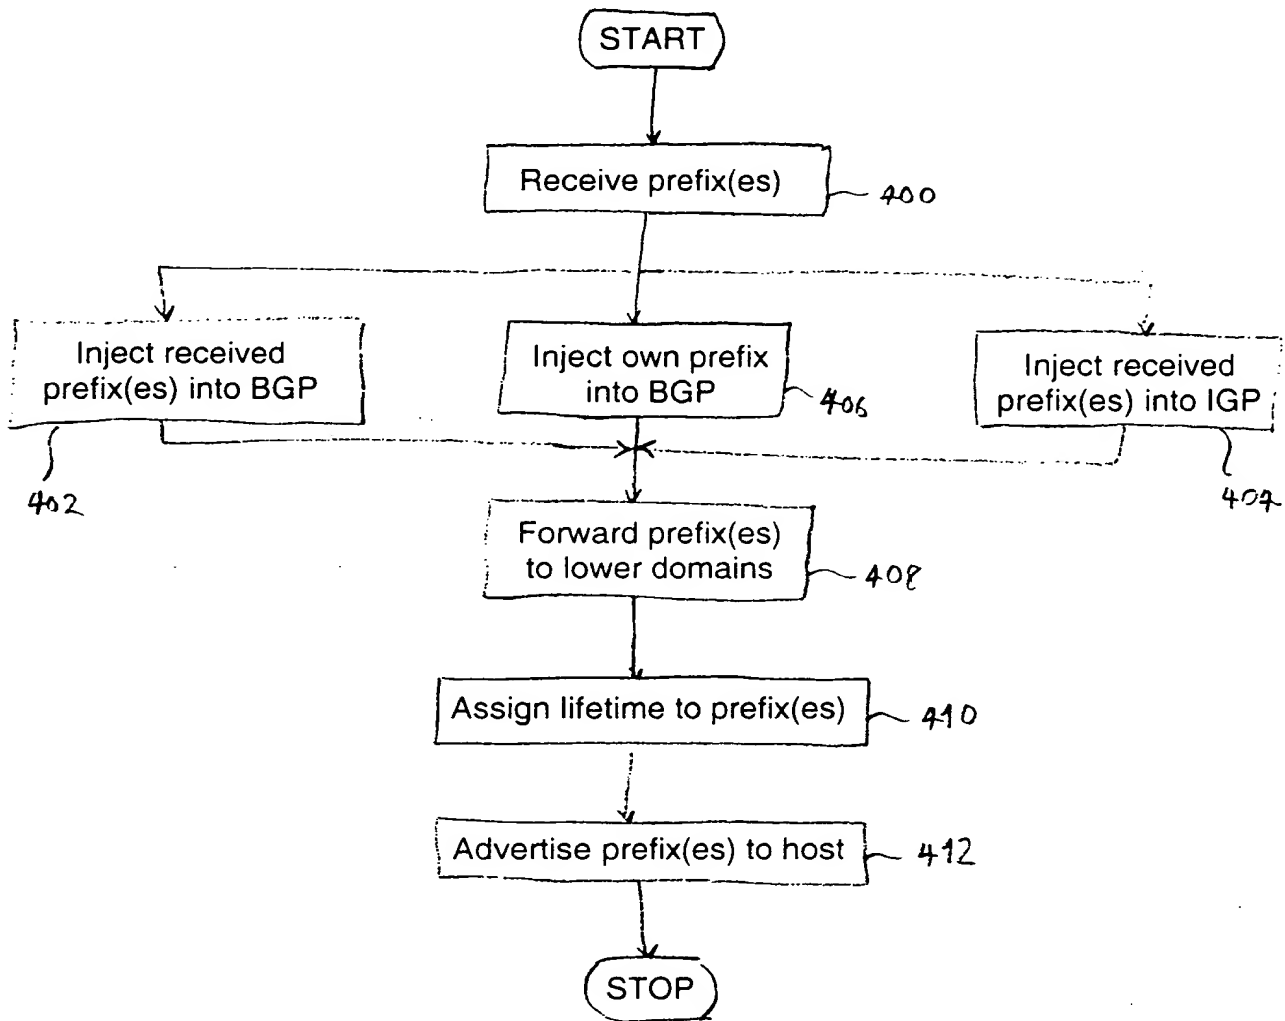 START
Receive prefix(es)
400
Inject received
prefix(es) into BGP
402
Inject own prefix
into BGP
406
Inject received
prefix(es) into IGP
404
Forward prefix(es)
to lower domains
408
Assign lifetime to prefix(es)
410
Advertise prefix(es) to host
412
STOP